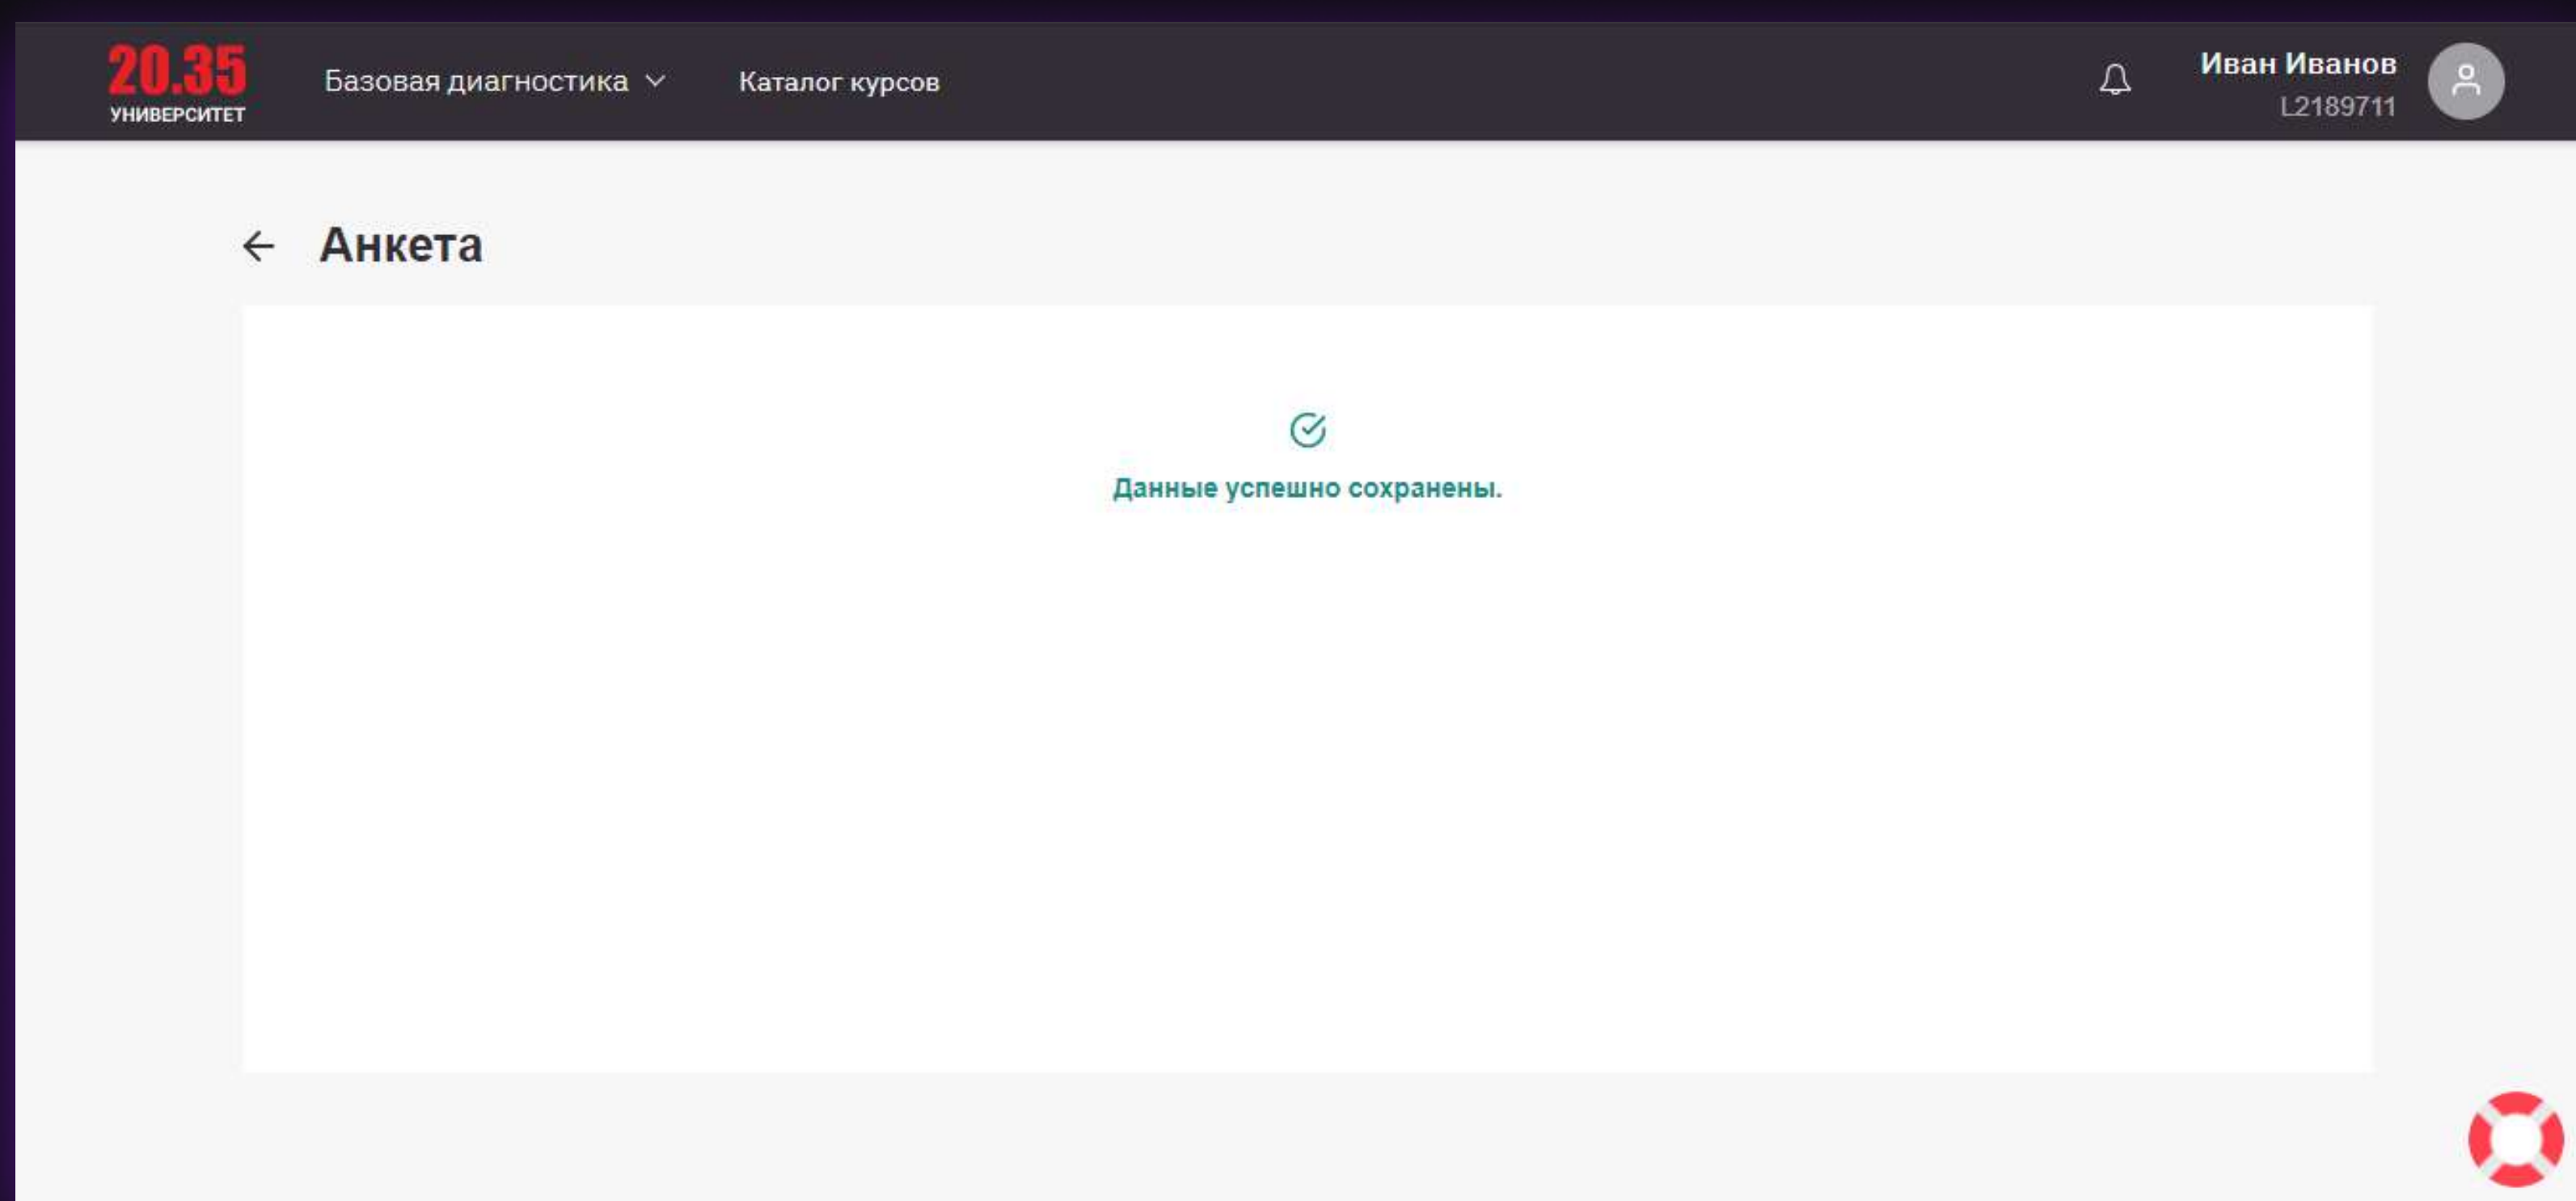 20.35
УНИВЕРСИТЕТ
Базовая диагностика
Каталог курсов
Иван Иванов
L2189711
Анкета
Данные успешно сохранены.